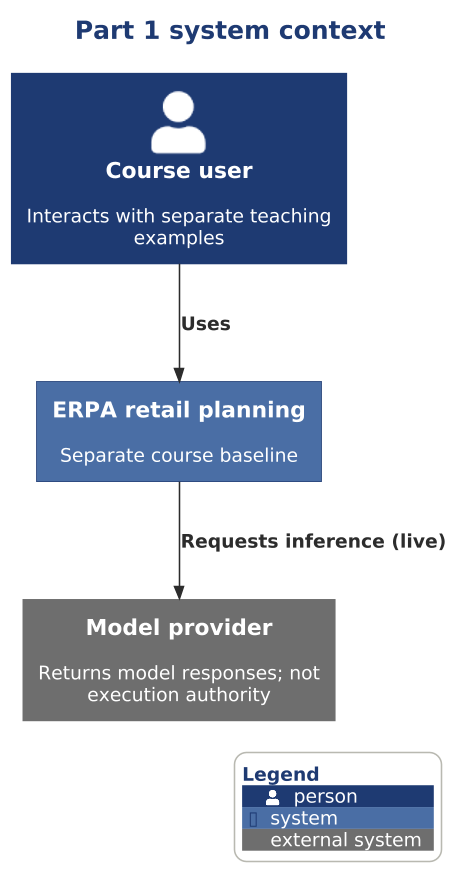 Part 1 system context
Course user
Interacts with separate teaching
examples
Uses
ERPA retail planning
Separate course baseline
Requests inference (live)
Model provider
Returns model responses; not
execution authority
Legend
person
system
external system